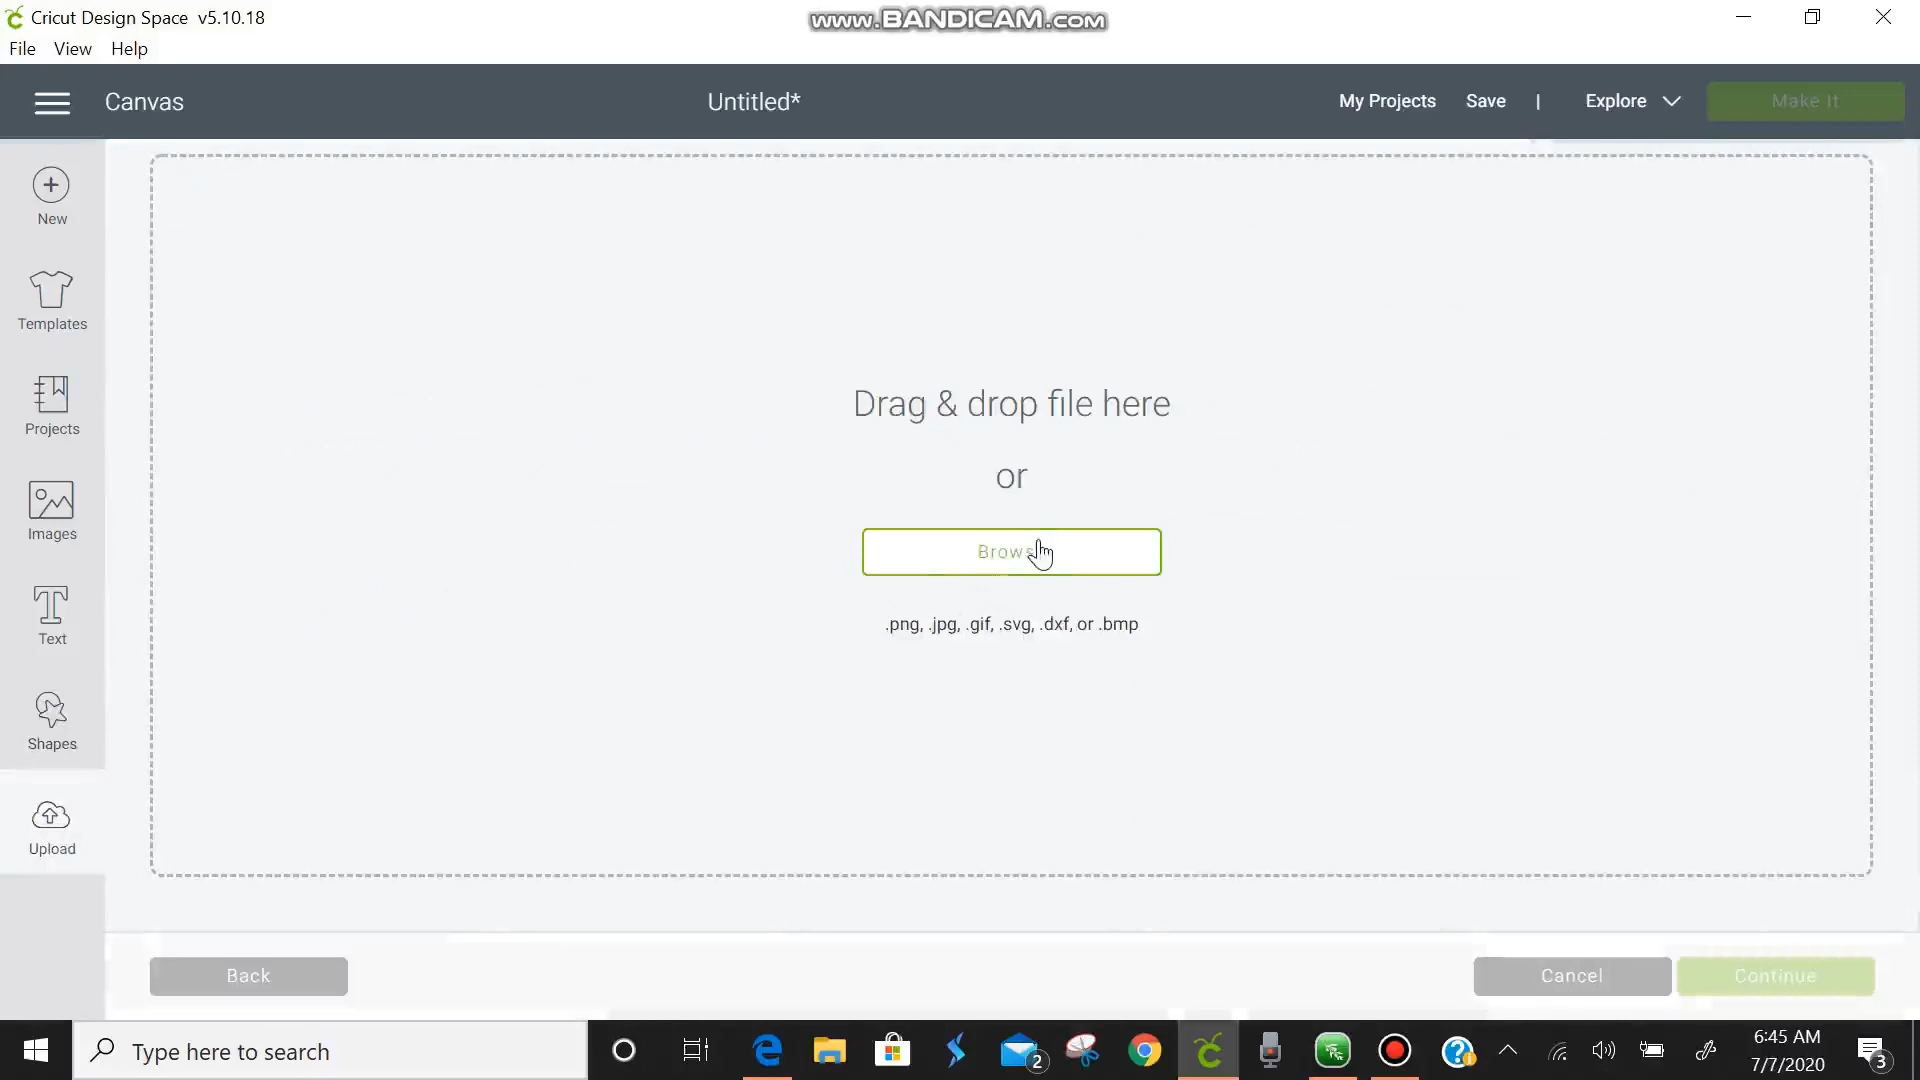 Cricut Design Space v5.10.18
www.BANDICAM.com
File View Help
Canvas
Untitled*
My Projects Save | Explore Make It
New
Templates
Projects
Images
Text
Shapes
Upload
Drag & drop file here
or
Brows
.png, .jpg, .gif, .svg, .dxf, or .bmp
Back
Cancel
Continue
Type here to search
2
6:45 AM
7/7/2020
3